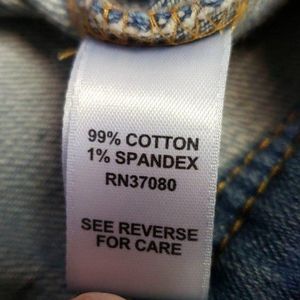 99% COTTON
1% SPANDEX
RN37080
SEE REVERSE
FOR CARE